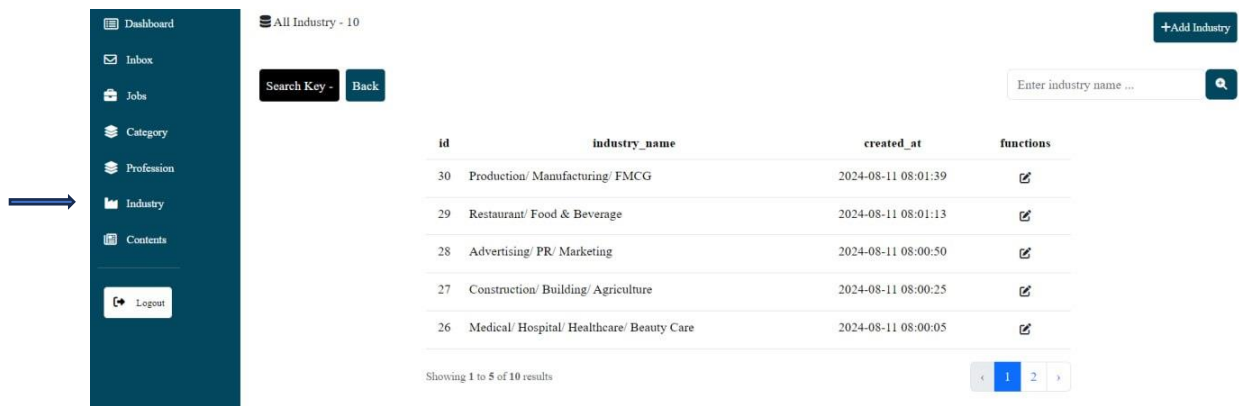 Dashboard
Inbox
Jobs
Category
Profession
Industry
Contents
Logout
All Industry - 10
+Add Industry
Search Key - Back
Enter industry name ...
id industry_name created_at functions
30 Production/ Manufacturing/ FMCG 2024-08-11 08:01:39
29 Restaurant/ Food & Beverage 2024-08-11 08:01:13
28 Advertising/ PR/ Marketing 2024-08-11 08:00:50
27 Construction/ Building/ Agriculture 2024-08-11 08:00:25
26 Medical/ Hospital/ Healthcare/ Beauty Care 2024-08-11 08:00:05
Showing 1 to 5 of 10 results
‹ 1 2 ›